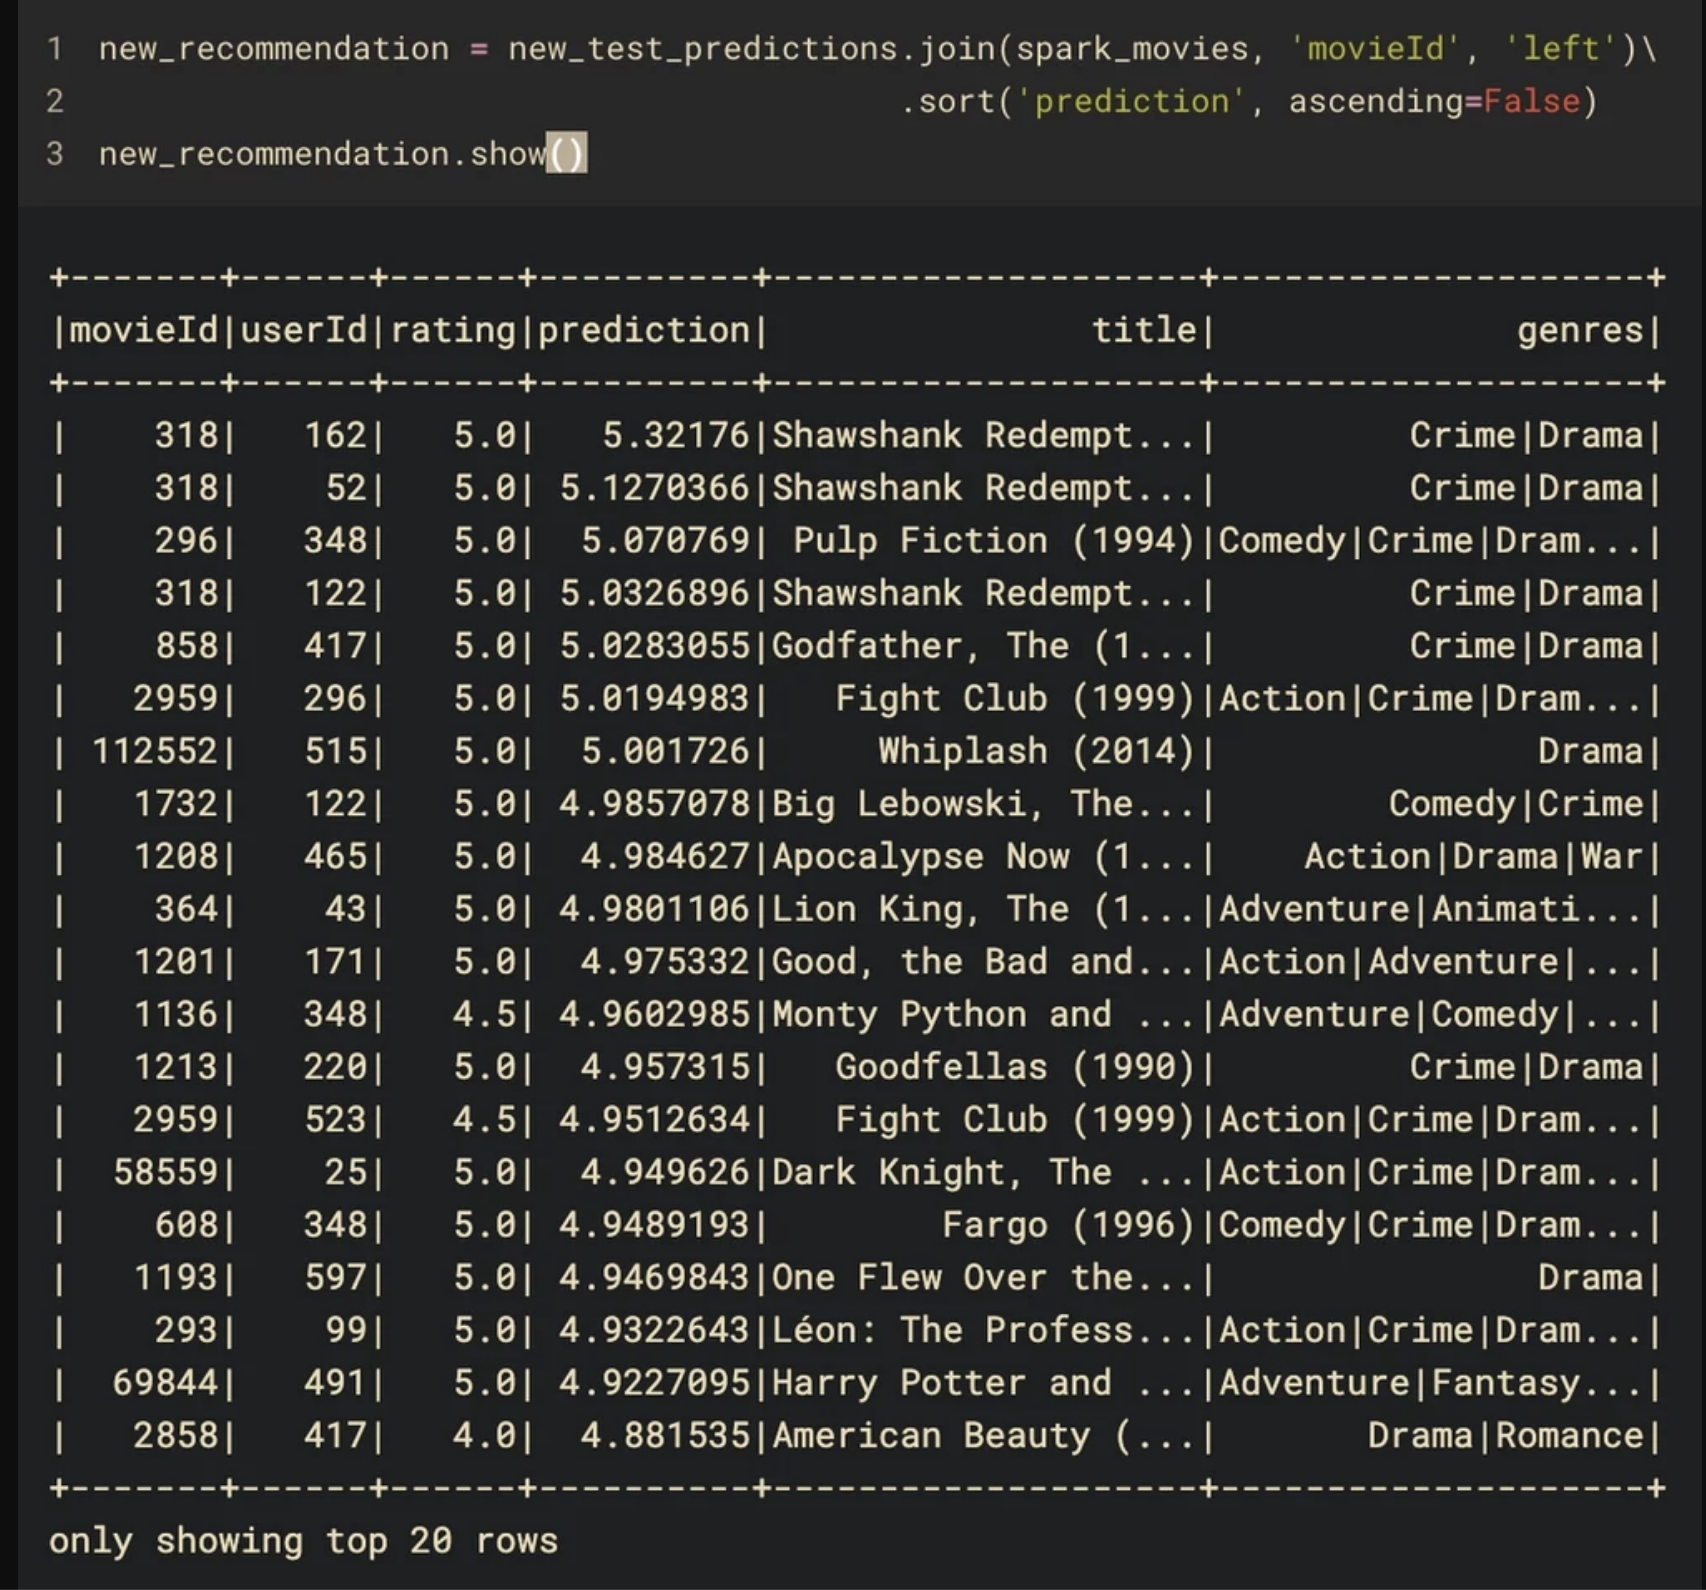 1 new_recommendation = new_test_predictions.join(spark_movies, 'movieId', 'left')\
2 .sort('prediction', ascending=False)
3 new_recommendation.show()
+-------+------+------+----------+--------------------+--------------------+
|movieId|userId|rating|prediction|               title|              genres|
+-------+------+------+----------+--------------------+--------------------+
|    318|   162|   5.0|   5.32176|Shawshank Redempt...|         Crime|Drama|
|    318|    52|   5.0| 5.1270366|Shawshank Redempt...|         Crime|Drama|
|    296|   348|   5.0|  5.070769| Pulp Fiction (1994)|Comedy|Crime|Dram...|
|    318|   122|   5.0| 5.0326896|Shawshank Redempt...|         Crime|Drama|
|    858|   417|   5.0| 5.0283055|Godfather, The (1...|         Crime|Drama|
|   2959|   296|   5.0| 5.0194983|   Fight Club (1999)|Action|Crime|Dram...|
| 112552|   515|   5.0|  5.001726|     Whiplash (2014)|               Drama|
|   1732|   122|   5.0| 4.9857078|Big Lebowski, The...|        Comedy|Crime|
|   1208|   465|   5.0|  4.984627|Apocalypse Now (1...|    Action|Drama|War|
|    364|    43|   5.0| 4.9801106|Lion King, The (1...|Adventure|Animati...|
|   1201|   171|   5.0|  4.975332|Good, the Bad and...|Action|Adventure|...|
|   1136|   348|   4.5| 4.9602985|Monty Python and ...|Adventure|Comedy|...|
|   1213|   220|   5.0|  4.957315|   Goodfellas (1990)|         Crime|Drama|
|   2959|   523|   4.5| 4.9512634|   Fight Club (1999)|Action|Crime|Dram...|
|  58559|    25|   5.0|  4.949626|Dark Knight, The ...|Action|Crime|Dram...|
|    608|   348|   5.0| 4.9489193|        Fargo (1996)|Comedy|Crime|Dram...|
|   1193|   597|   5.0| 4.9469843|One Flew Over the...|               Drama|
|    293|    99|   5.0| 4.9322643|Léon: The Profess...|Action|Crime|Dram...|
|  69844|   491|   5.0| 4.9227095|Harry Potter and ...|Adventure|Fantasy...|
|   2858|   417|   4.0|  4.881535|American Beauty (...|       Drama|Romance|
+-------+------+------+----------+--------------------+--------------------+
only showing top 20 rows